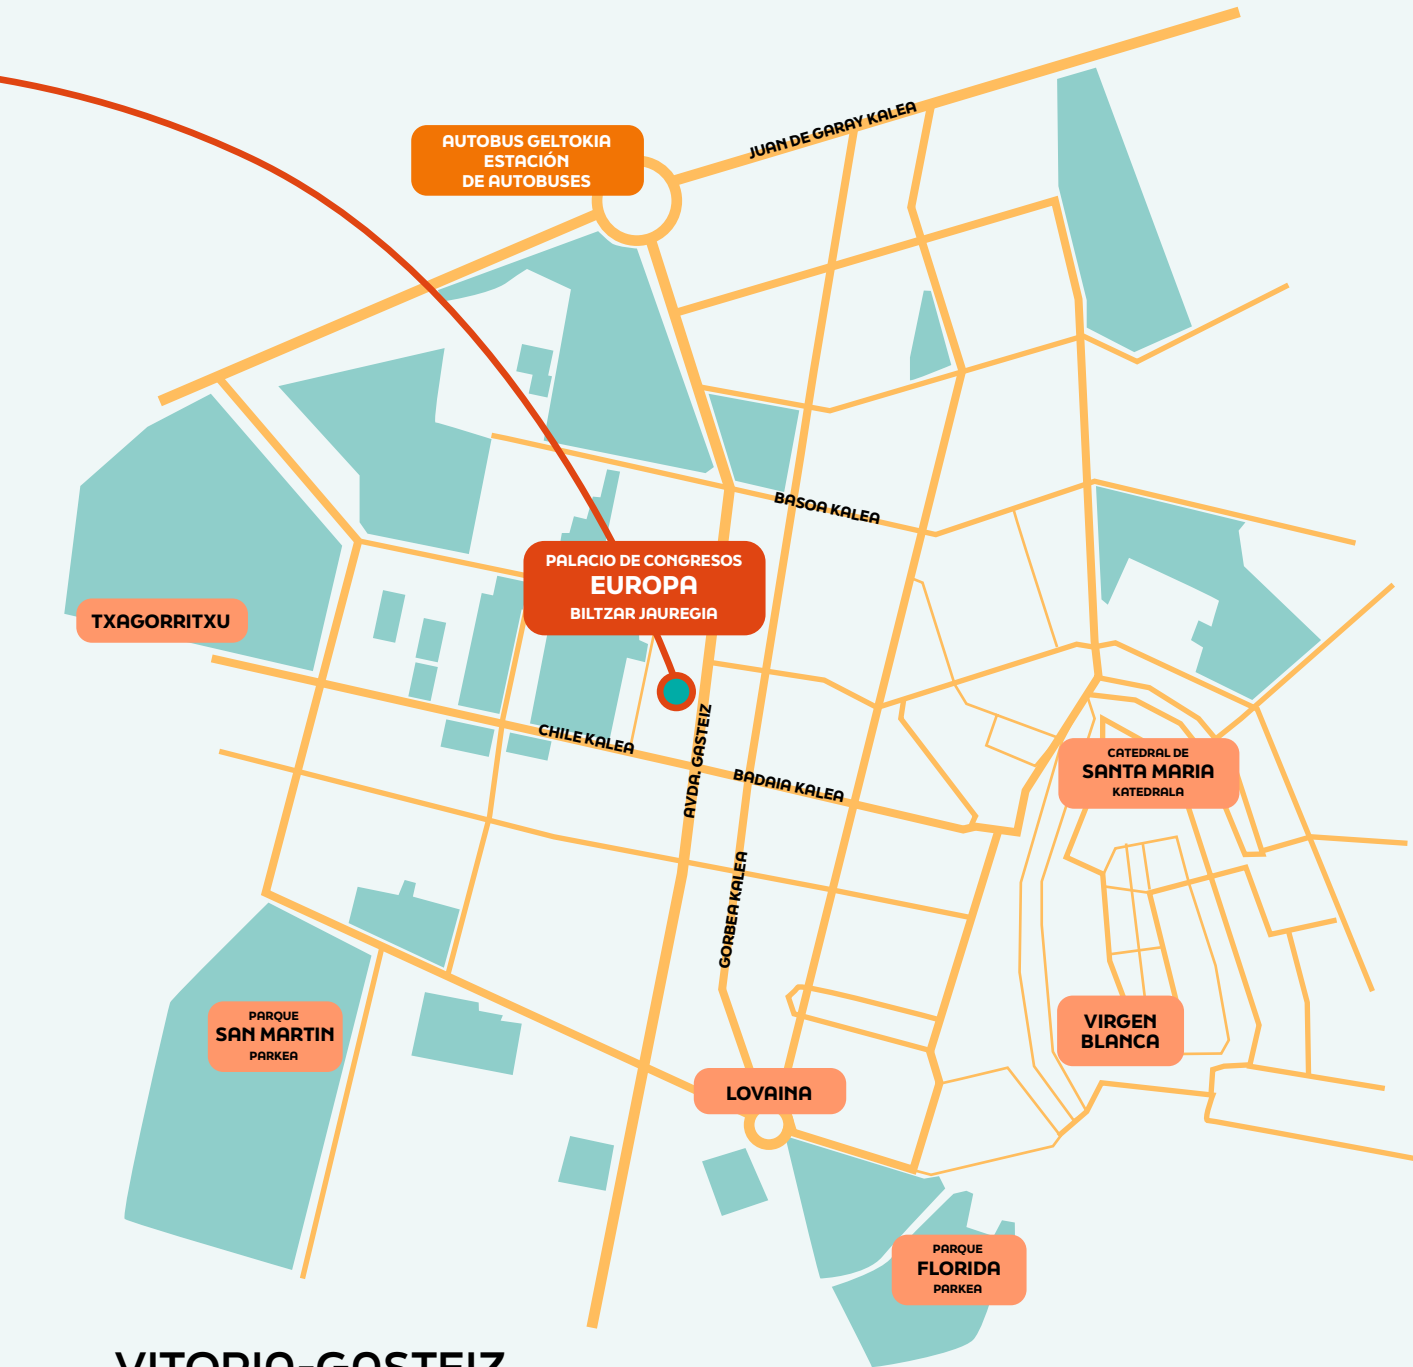 JUAN DE GARAY KALEA
AUTOBUS GELTOKIA
ESTACIÓN
DE AUTOBUSES
BASOA KALEA
PALACIO DE CONGRESOS
EUROPA
BILTZAR JAUREGIA
TXAGORRITXU
CHILE KALEA
AVDA. GASTEIZ
BADAIA KALEA
CATEDRAL DE
SANTA MARIA
KATEDRALA
GORBEA KALEA
PARQUE
SAN MARTIN
PARKEA
VIRGEN
BLANCA
LOVAINA
PARQUE
FLORIDA
PARKEA
VITORIA-GASTEIZ